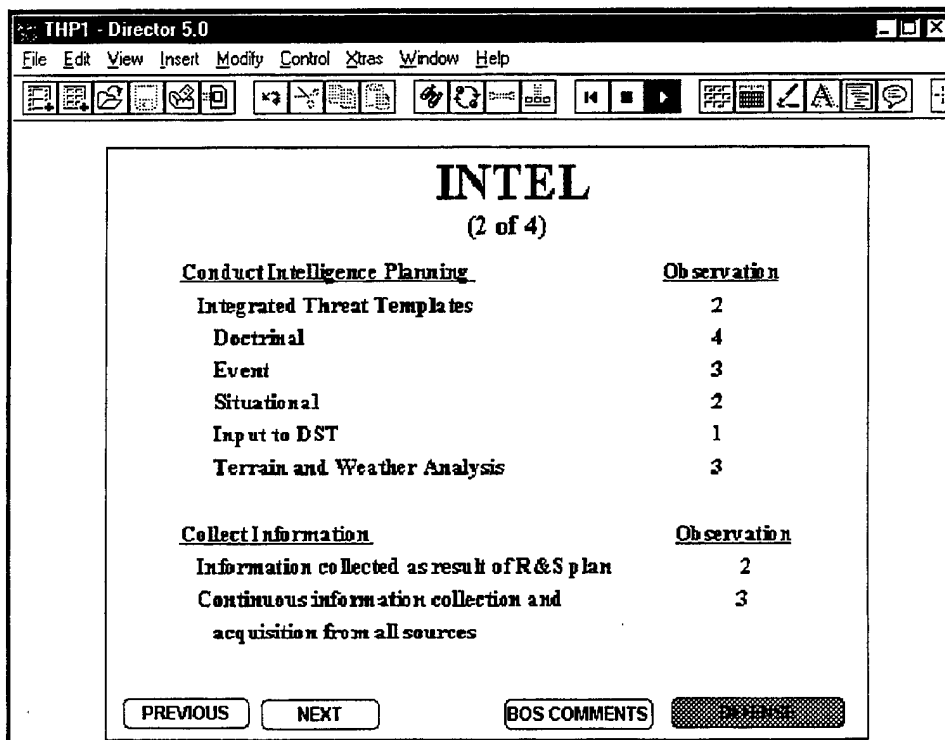 THP1 - Director 5.0
File Edit View Insert Modify Control Xtras Window Help
INTEL
(2 of 4)
Conduct Intelligence Planning Observation
Integrated Threat Templates 2
Doctrinal 4
Event 3
Situational 2
Input to DST 1
Terrain and Weather Analysis 3
Collect Information Observation
Information collected as result of R&S plan 2
Continuous information collection and 3
acquisition from all sources
PREVIOUS NEXT BOS COMMENTS DEFENSE